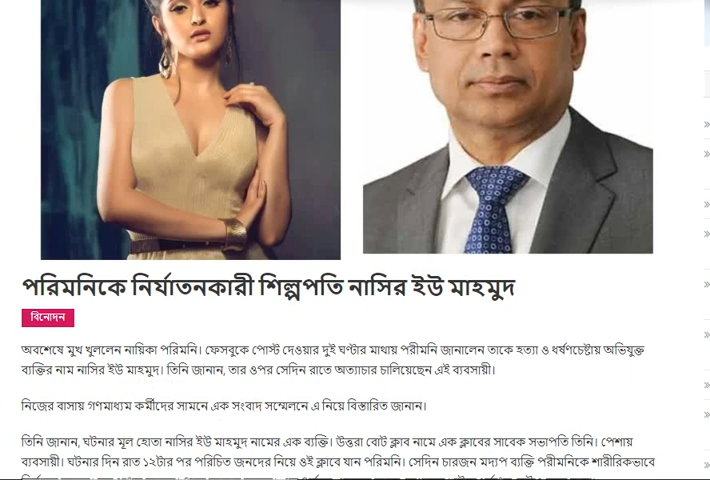 পরিমনিকে নির্যাতনকারী শিল্পপতি নাসির ইউ মাহমুদ
বিনোদন
অবশেষে মুখ খুললেন নায়িকা পরিমনি। ফেসবুকে পোস্ট দেওয়ার দুই ঘণ্টার মাথায় পরীমনি জানালেন তাকে হত্যা ও ধর্ষণচেষ্টায় অভিযুক্ত
ব্যক্তির নাম নাসির ইউ মাহমুদ। তিনি জানান, তার ওপর সেদিন রাতে অত্যাচার চালিয়েছেন এই ব্যবসায়ী।
নিজের বাসায় গণমাধ্যম কর্মীদের সামনে এক সংবাদ সম্মেলনে এ নিয়ে বিস্তারিত জানান।
তিনি জানান, ঘটনার মূল হোতা নাসির ইউ মাহমুদ নামের এক ব্যক্তি। উত্তরা বোট ক্লাব নামে এক ক্লাবের সাবেক সভাপতি তিনি। পেশায়
ব্যবসায়ী। ঘটনার দিন রাত ১২টার পর পরিচিত জনদের নিয়ে ওই ক্লাবে যান পরিমনি। সেদিন চারজন মদ্যপ ব্যক্তি পরীমনিকে শারীরিকভাবে